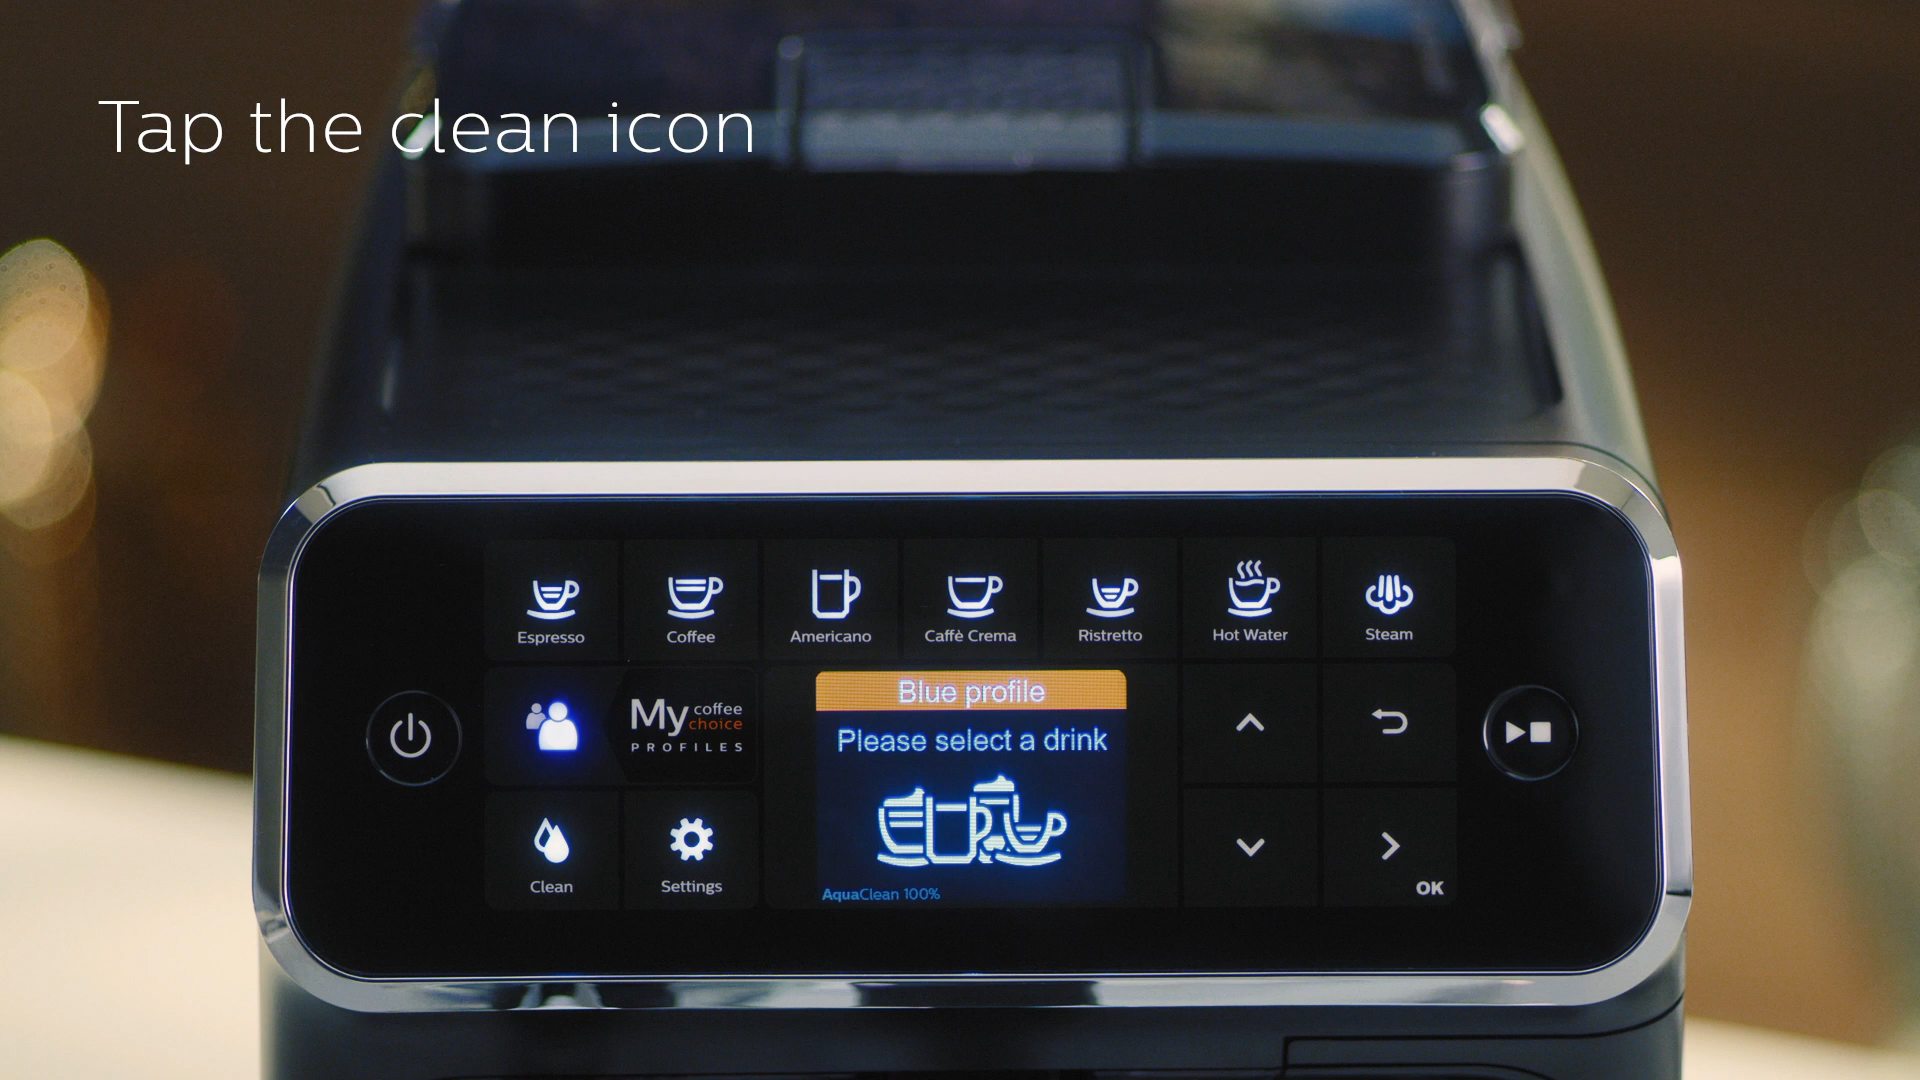 Tap the clean icon
Espresso
Coffee
Americano
Caffè Crema
Ristretto
Hot Water
Steam
My coffee choice
PROFILES
Blue profile
Please select a drink
AquaClean 100%
Clean
Settings
OK